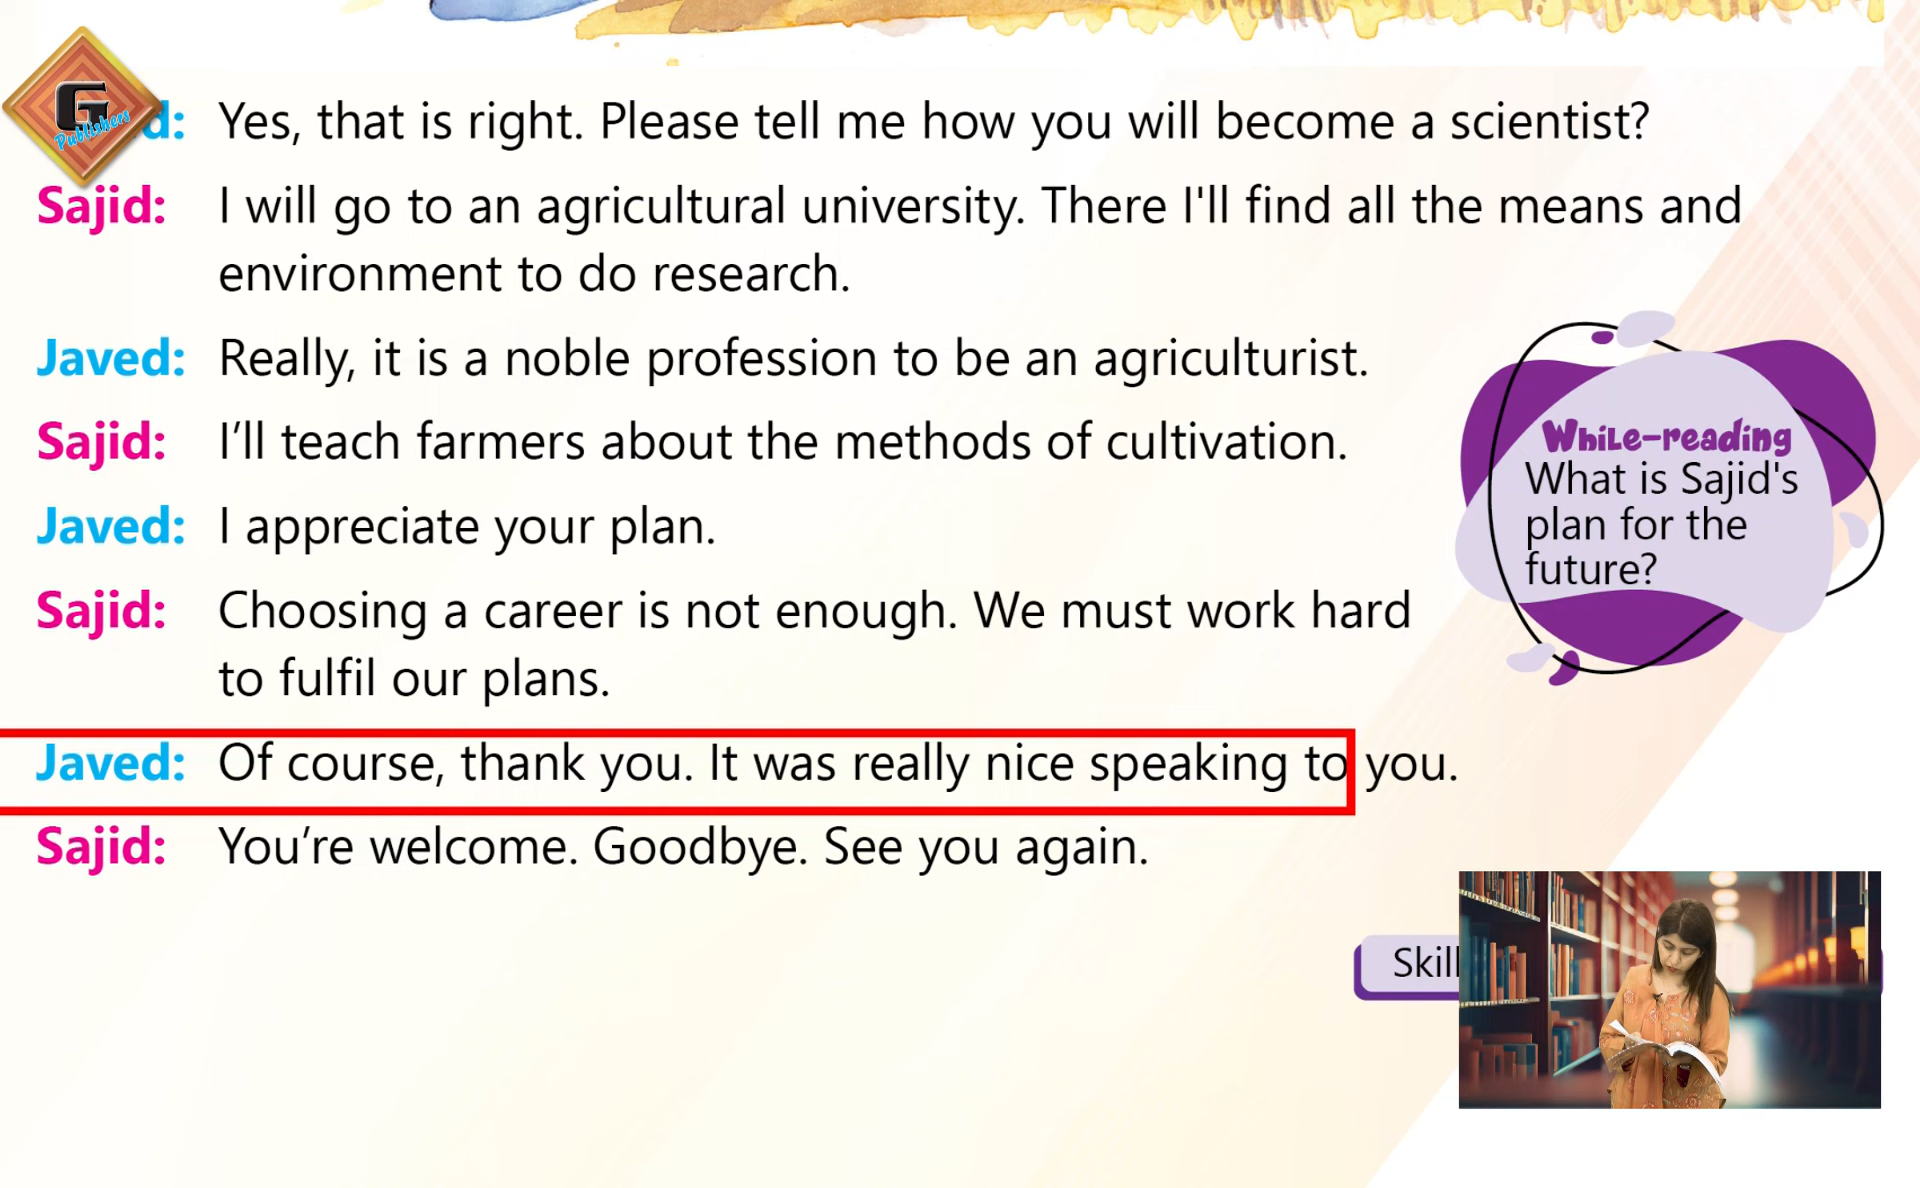 G
Publishers
d: Yes, that is right. Please tell me how you will become a scientist?
Sajid: I will go to an agricultural university. There I'll find all the means and
environment to do research.
Javed: Really, it is a noble profession to be an agriculturist.
Sajid: I’ll teach farmers about the methods of cultivation.
Javed: I appreciate your plan.
Sajid: Choosing a career is not enough. We must work hard
to fulfil our plans.
Javed: Of course, thank you. It was really nice speaking to you.
Sajid: You’re welcome. Goodbye. See you again.
While-reading
What is Sajid's
plan for the
future?
Skill